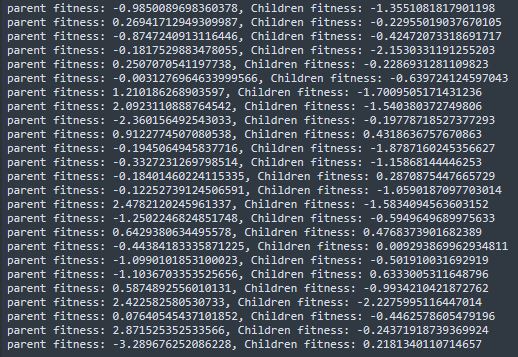 parent fitness: -0.9850089698360378, Children fitness: -1.3551081817901198
parent fitness: 0.26941712949309987, Children fitness: -0.22955019037670105
parent fitness: -0.8747240913116446, Children fitness: -0.42472073318691717
parent fitness: -0.1817529883478055, Children fitness: -2.1530331191255203
parent fitness: 0.2507070541197738, Children fitness: -0.2286931281109823
parent fitness: -0.0031276964633999566, Children fitness: -0.639724124597043
parent fitness: 1.210186268903597, Children fitness: -1.7009505171431236
parent fitness: 2.0923110888764542, Children fitness: -1.540380372749806
parent fitness: -2.360156492543033, Children fitness: -0.19778718527377293
parent fitness: 0.9122774507080538, Children fitness: 0.4318636757670863
parent fitness: -0.1945064945837716, Children fitness: -1.8787160245356627
parent fitness: -0.3327231269798514, Children fitness: -1.15868144446253
parent fitness: -0.18401460224115335, Children fitness: 0.2870875447665729
parent fitness: -0.12252739124506591, Children fitness: -1.0590187097703014
parent fitness: 2.4782120245961337, Children fitness: -1.5834094563603152
parent fitness: -1.2502246824851748, Children fitness: -0.5949649689975633
parent fitness: 0.6429380634495578, Children fitness: 0.4768373901682389
parent fitness: -0.44384183335871225, Children fitness: 0.009293869962934811
parent fitness: -1.0990101853100023, Children fitness: -0.501910031692919
parent fitness: -1.1036703353525656, Children fitness: 0.6333005311648796
parent fitness: 0.5874892556010131, Children fitness: -0.9934210421872762
parent fitness: 2.422582580530733, Children fitness: -2.2275995116447014
parent fitness: 0.07640545437101852, Children fitness: -0.4462578605479196
parent fitness: 2.871525352533566, Children fitness: -0.24371918739369924
parent fitness: -3.289676252086228, Children fitness: 0.2181340110714657